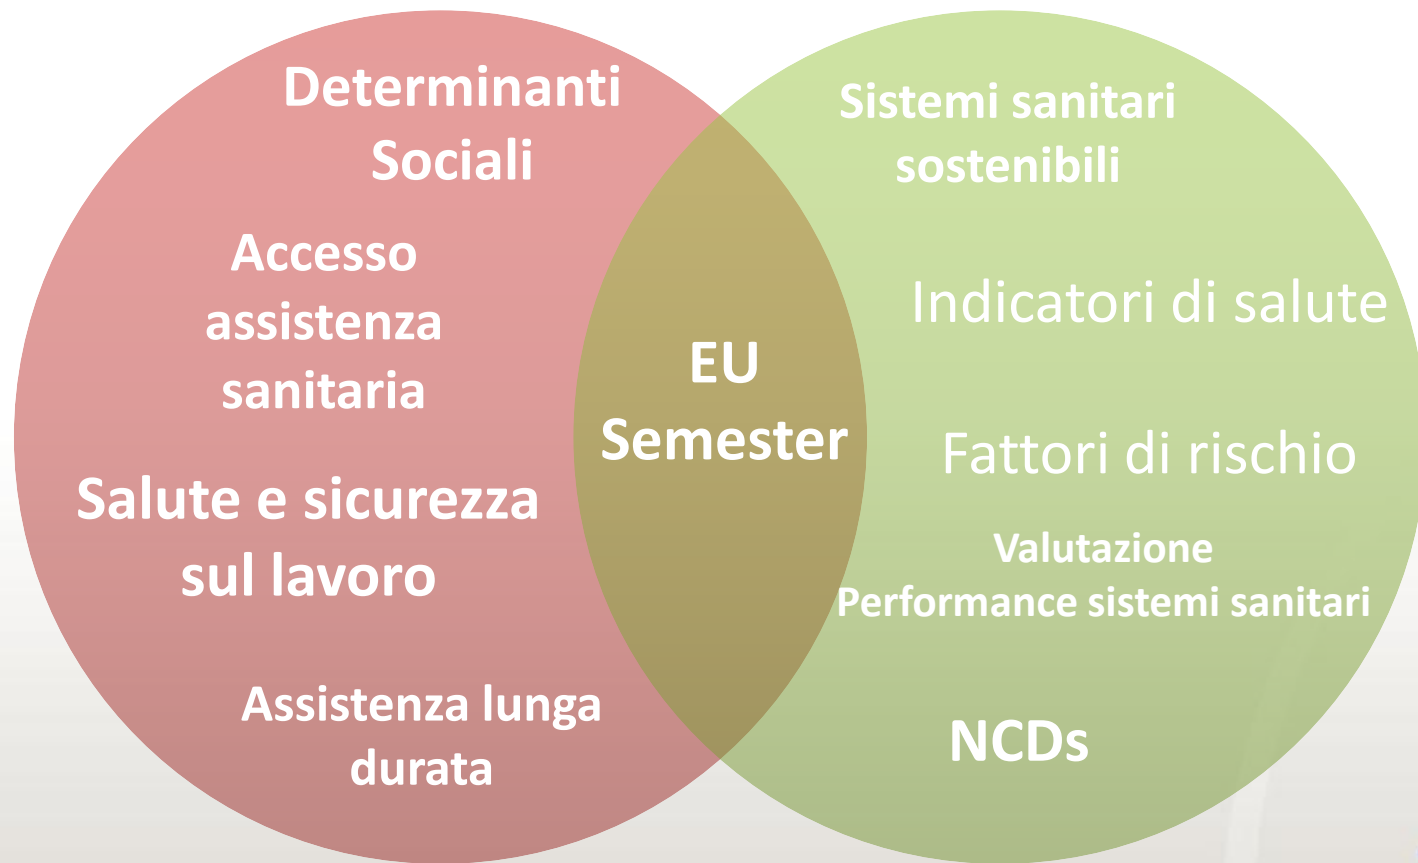 Determinanti
Sociali
Accesso
assistenza
sanitaria
Salute e sicurezza
sul lavoro
Assistenza lunga
durata
EU
Semester
Sistemi sanitari
sostenibili
Indicatori di salute
Fattori di rischio
Valutazione
Performance sistemi sanitari
NCDs